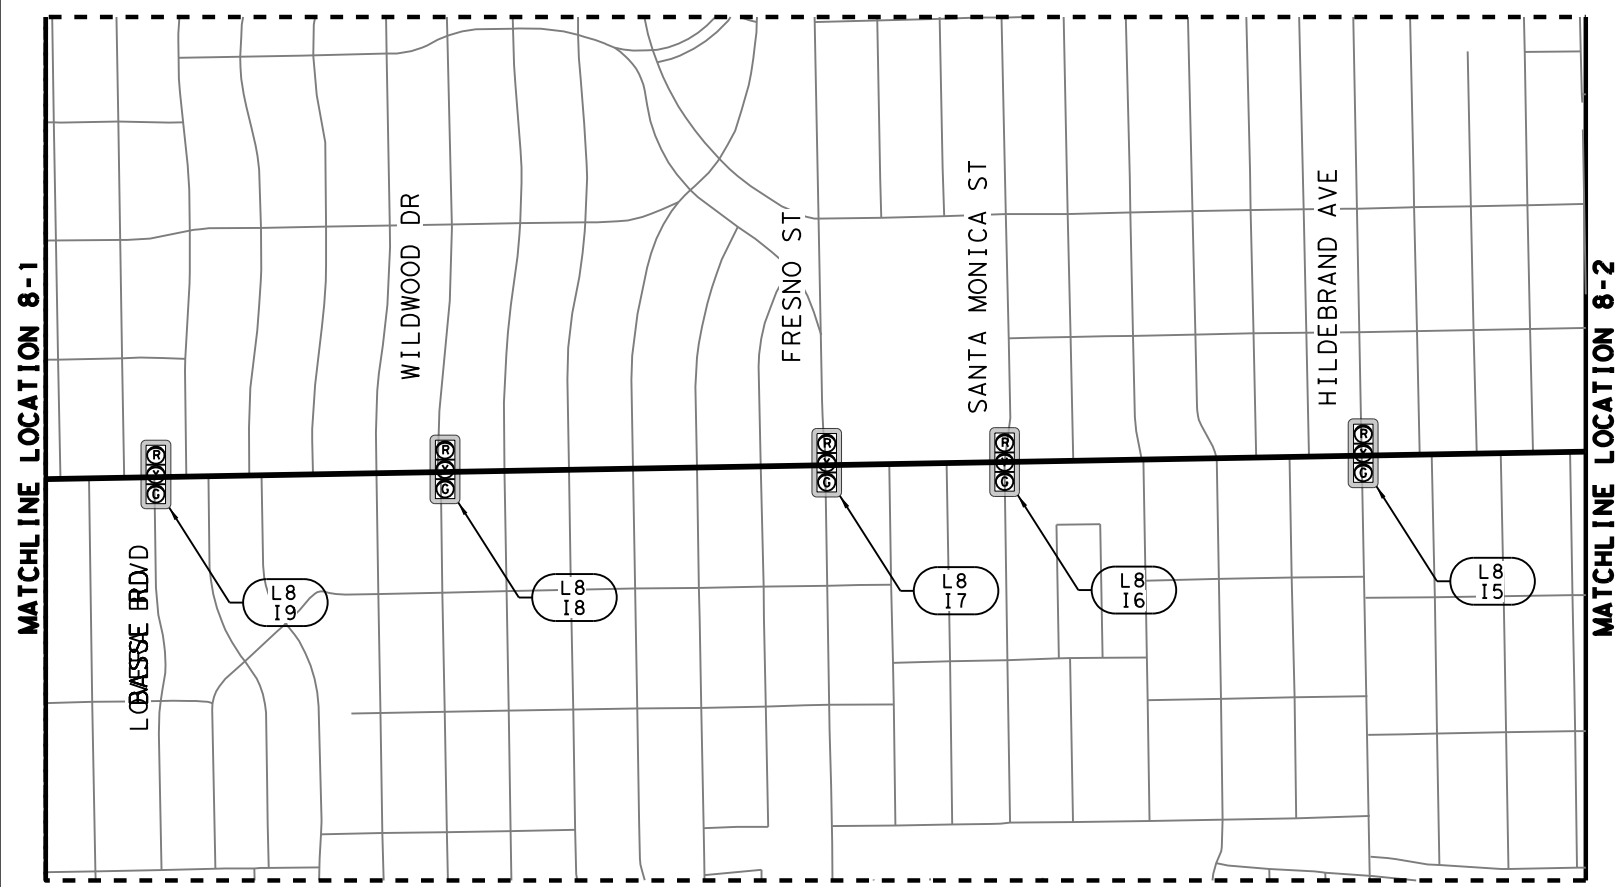 MATCHLINE LOCATION 8-1
WILDWOOD DR
FRESNO ST
SANTA MONICA ST
HILDEBRAND AVE
MATCHLINE LOCATION 8-2
R
G
R
G
R
G
R
G
R
G
L8
I9
L8
I8
L8
I7
L8
I6
L8
I5